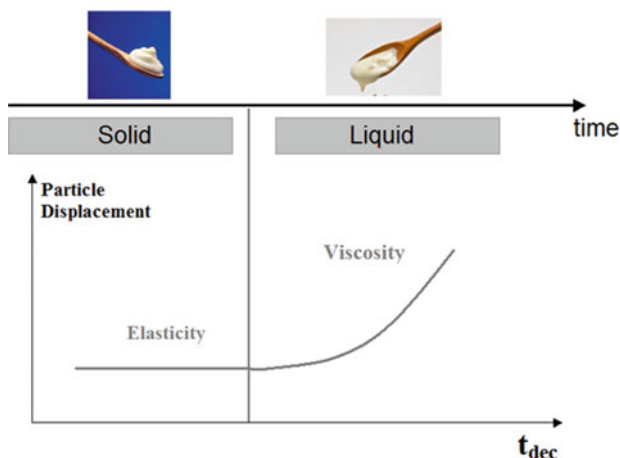 time
Solid
Liquid
Particle
Displacement
Viscosity
Elasticity
tdec